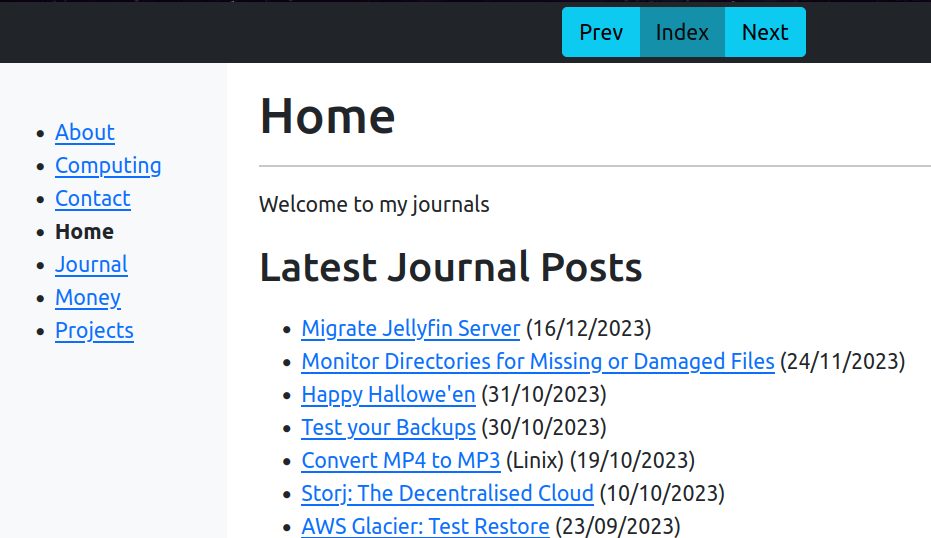 Prev Index Next
About
Computing
Contact
Home
Journal
Money
Projects
Home
Welcome to my journals
Latest Journal Posts
Migrate Jellyfin Server (16/12/2023)
Monitor Directories for Missing or Damaged Files (24/11/2023)
Happy Hallowe'en (31/10/2023)
Test your Backups (30/10/2023)
Convert MP4 to MP3 (Linix) (19/10/2023)
Storj: The Decentralised Cloud (10/10/2023)
AWS Glacier: Test Restore (23/09/2023)